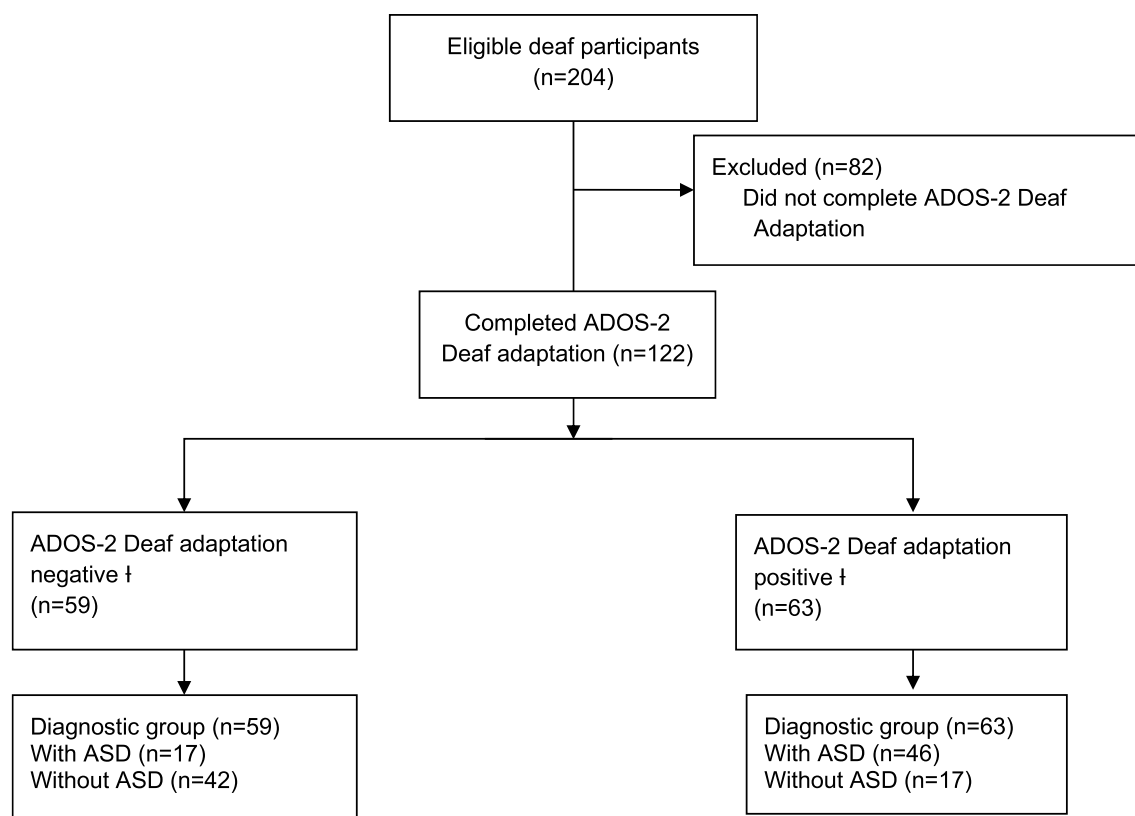 Eligible deaf participants
(n=204)
Excluded (n=82)
Did not complete ADOS-2 Deaf
Adaptation
Completed ADOS-2
Deaf adaptation (n=122)
ADOS-2 Deaf adaptation
negative ƚ
(n=59)
ADOS-2 Deaf adaptation
positive ƚ
(n=63)
Diagnostic group (n=59)
With ASD (n=17)
Without ASD (n=42)
Diagnostic group (n=63)
With ASD (n=46)
Without ASD (n=17)